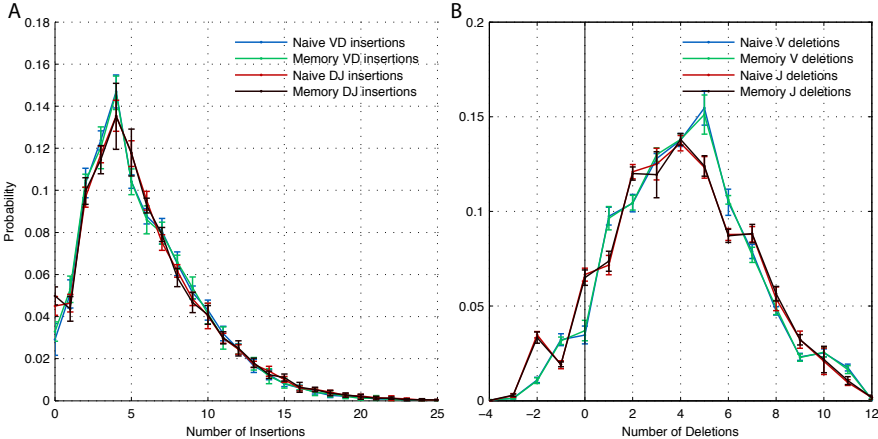 A
0.18
0.16
0.14
0.12
0.1
0.08
0.06
0.04
0.02
0
Probability
Naive VD insertions
Memory VD insertions
Naive DJ insertions
Memory DJ insertions
0 5 10 15 20 25
Number of Insertions
B
0.2
0.15
0.1
0.05
0
Naive V deletions
Memory V deletions
Naive J deletions
Memory J deletions
−4 −2 0 2 4 6 8 10 12
Number of Deletions